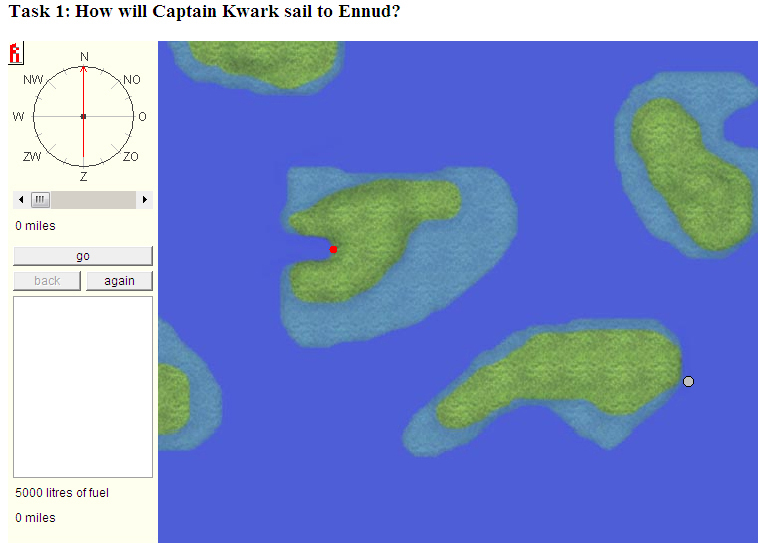 Task 1: How will Captain Kwark sail to Ennud?
N
NW
NO
W
O
ZW
ZO
Z
0 miles
go
back
again
5000 litres of fuel
0 miles